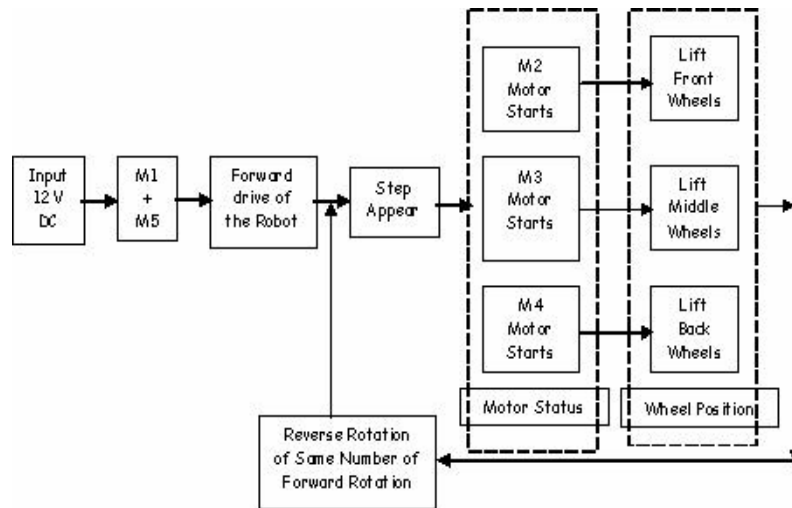 Input
12 V
DC
M1
+
M5
Forward
drive of
the Robot
Step
Appear
M2
Motor
Starts
M3
Motor
Starts
M4
Motor
Starts
Motor Status
Lift
Front
Wheels
Lift
Middle
Wheels
Lift
Back
Wheels
Wheel Position
Reverse Rotation
of Same Number of
Forward Rotation